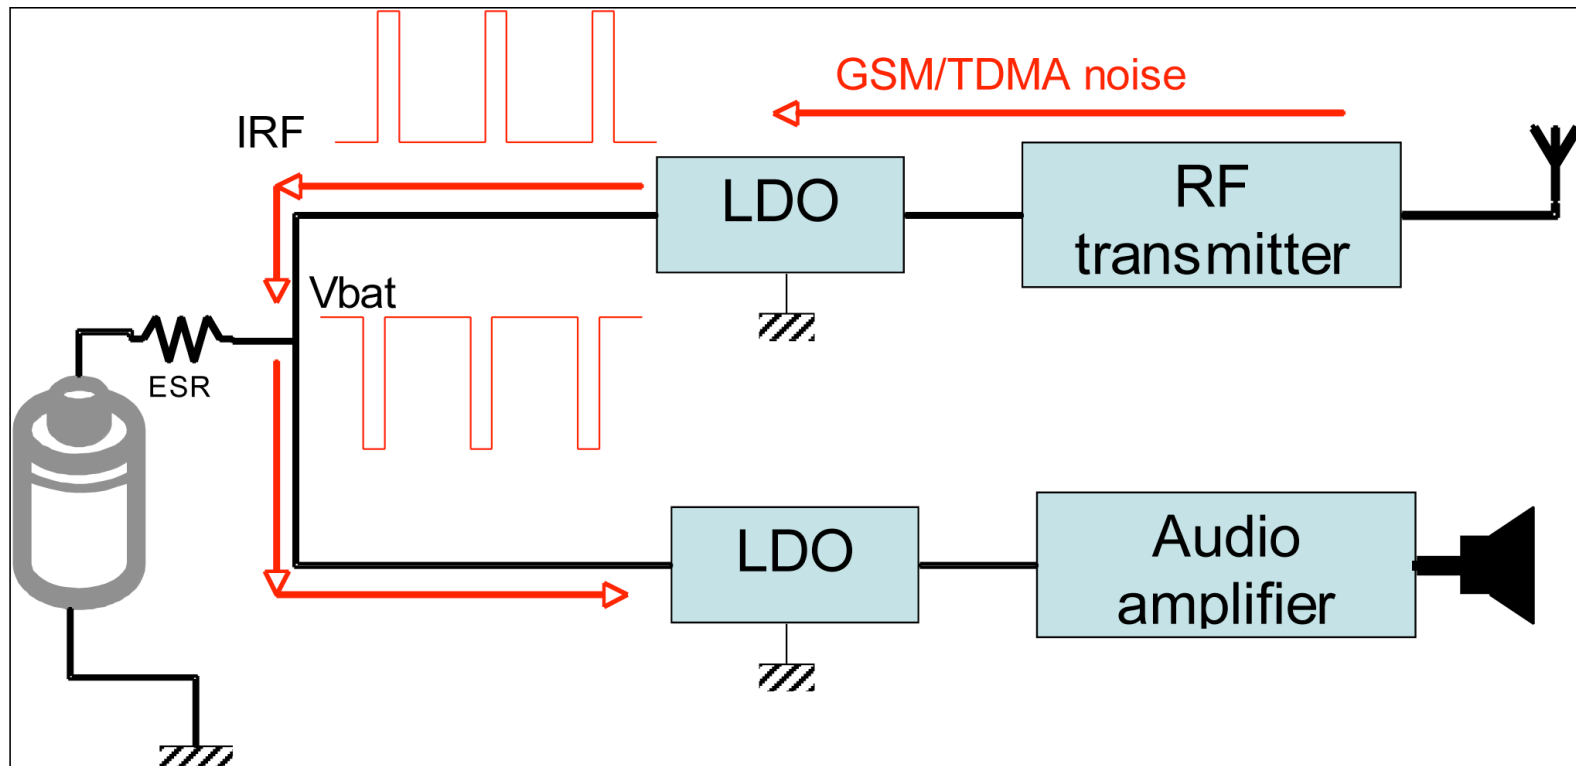 GSM/TDMA noise
IRF
LDO
RF
transmitter
Vbat
ESR
LDO
Audio
amplifier